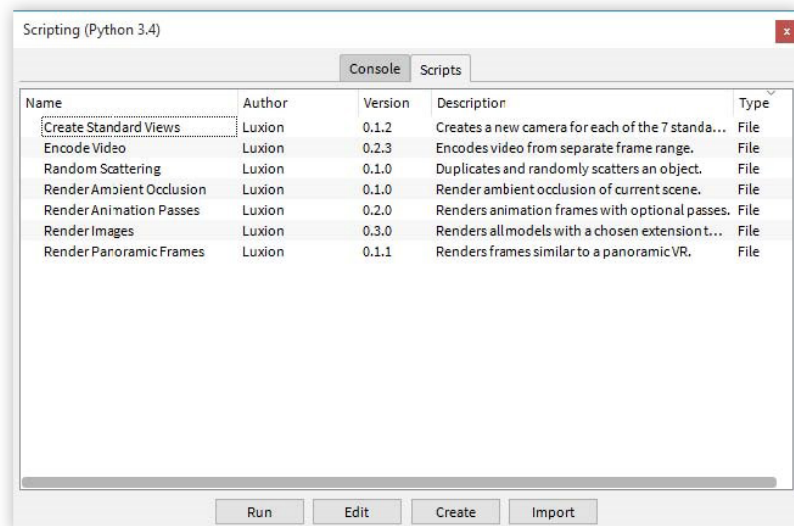 Scripting (Python 3.4)
x
Console Scripts
Name Author Version Description Type
Create Standard Views Luxion 0.1.2 Creates a new camera for each of the 7 standa... File
Encode Video Luxion 0.2.3 Encodes video from separate frame range. File
Random Scattering Luxion 0.1.0 Duplicates and randomly scatters an object. File
Render Ambient Occlusion Luxion 0.1.0 Render ambient occlusion of current scene. File
Render Animation Passes Luxion 0.2.0 Renders animation frames with optional passes. File
Render Images Luxion 0.3.0 Renders all models with a chosen extension t... File
Render Panoramic Frames Luxion 0.1.1 Renders frames similar to a panoramic VR. File
Run Edit Create Import